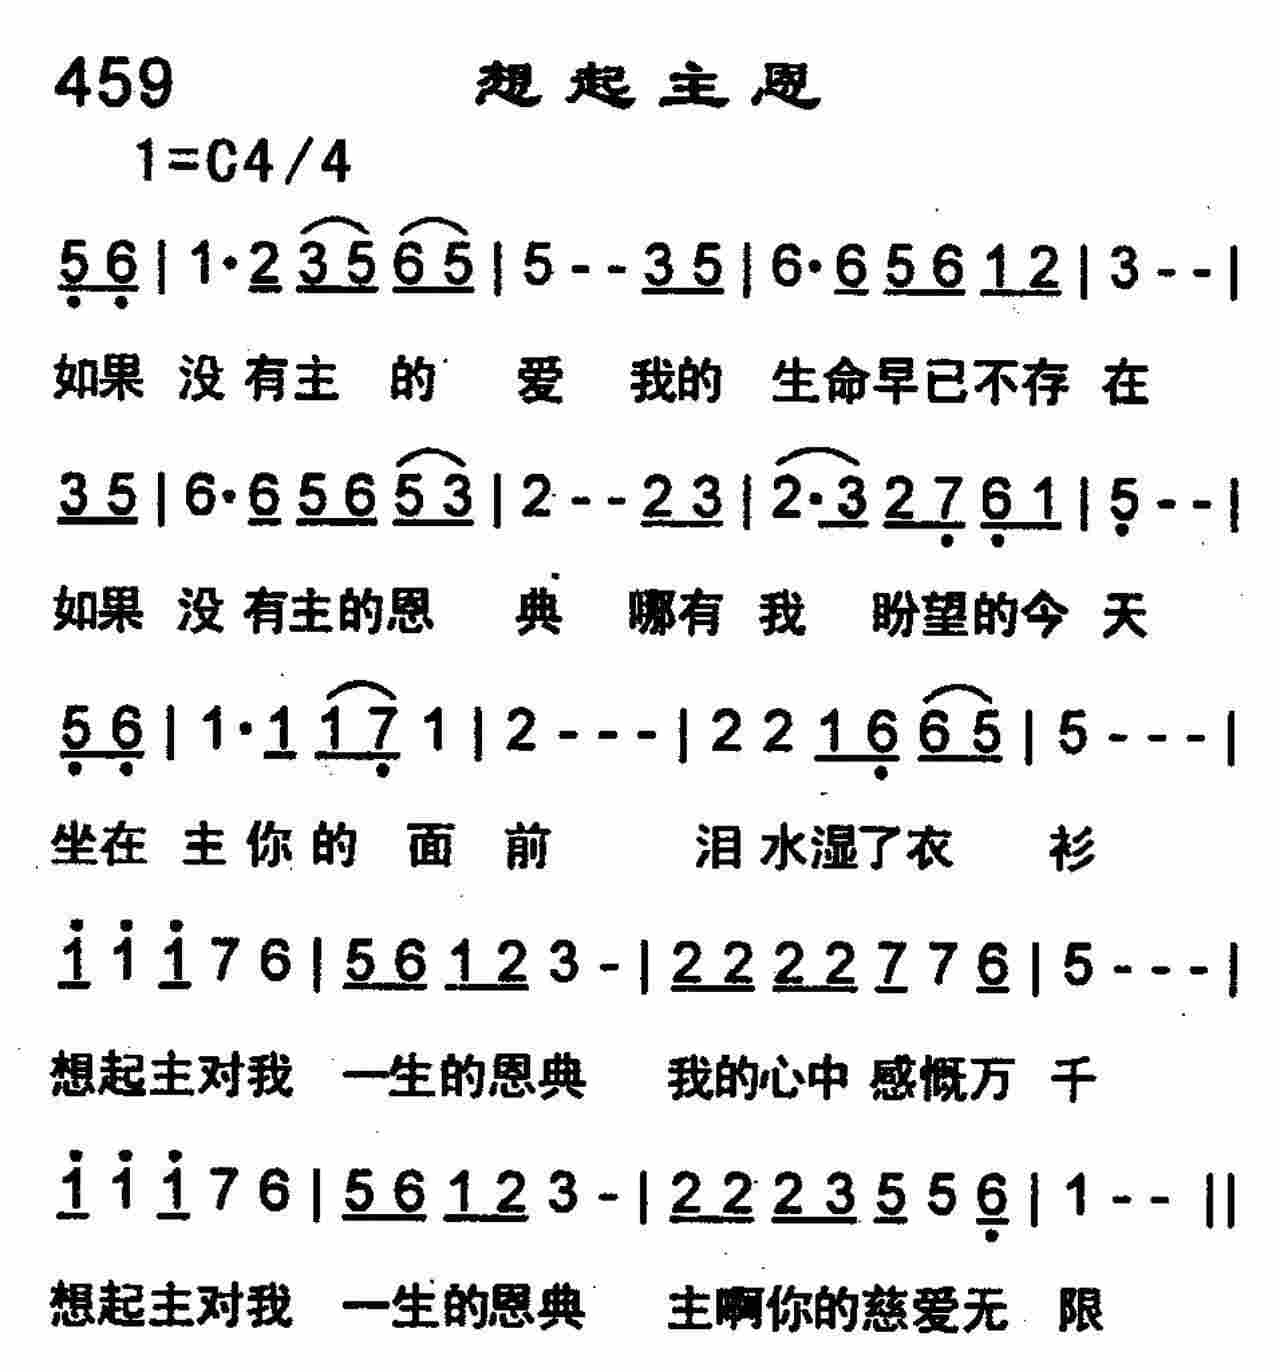 459 想起主恩
1=C4/4
5 6 | 1· 2 3 5 6 5 | 5 - - 3 5 | 6· 6 5 6 1 2 | 3 - - |
如果 没有主 的 爱 我的 生命早已不存 在
3 5 | 6· 6 5 6 5 3 | 2 - - 2 3 | 2· 3 2 7 6 1 | 5 - - |
如果 没 有主的恩 典 哪有 我 盼望的今 天
5 6 | 1· 1 1 7 1 | 2 - - - | 2 2 1 6 6 5 | 5 - - - |
坐在 主 你 的 面 前 泪 水湿了衣 衫
1 1 1 7 6 | 5 6 1 2 3 - | 2 2 2 2 7 7 6 | 5 - - - |
想起主对我 一生的恩典 我的心中 感慨万 千
1 1 1 7 6 | 5 6 1 2 3 - | 2 2 2 3 5 5 6 | 1 - - ||
想起主对我 一生的恩典 主啊你的慈爱无 限